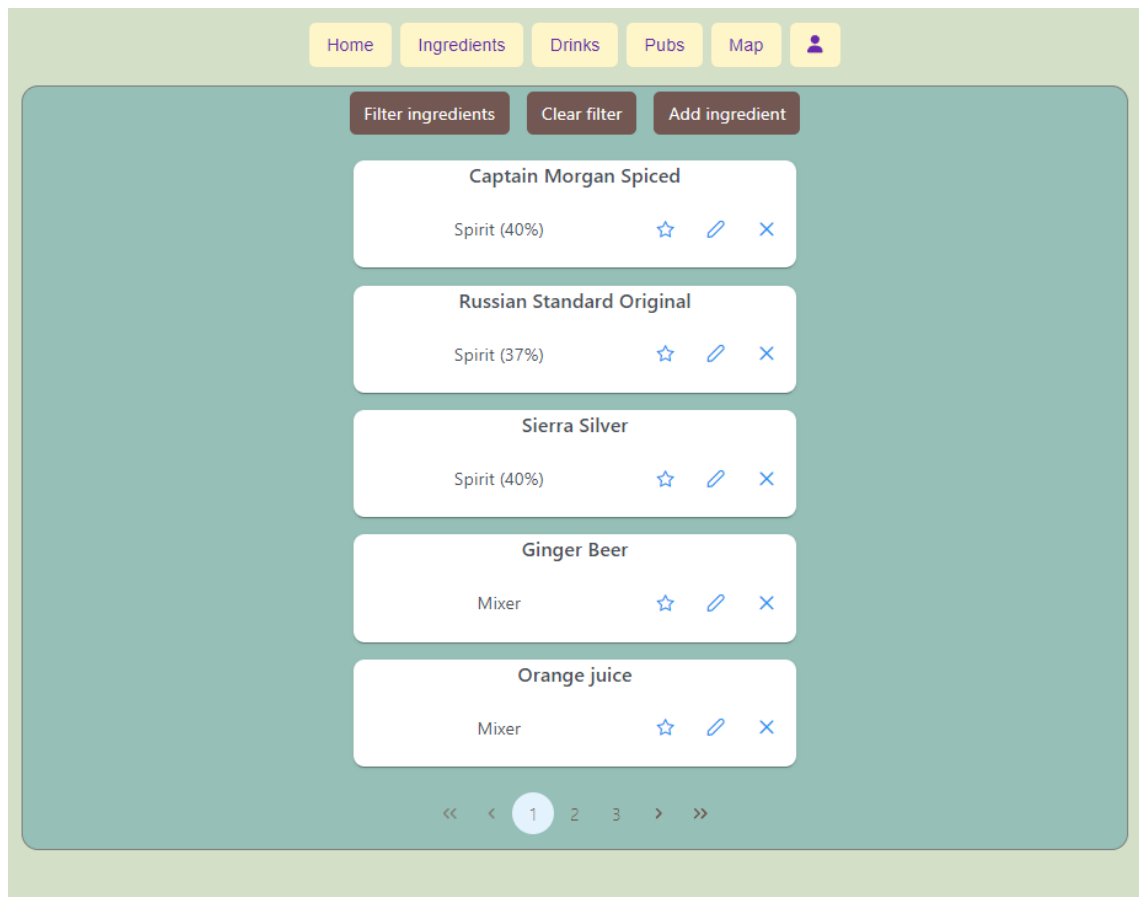 Home Ingredients Drinks Pubs Map
Filter ingredients Clear filter Add ingredient
Captain Morgan Spiced
Spirit (40%)
Russian Standard Original
Spirit (37%)
Sierra Silver
Spirit (40%)
Ginger Beer
Mixer
Orange juice
Mixer
« ‹ 1 2 3 › »